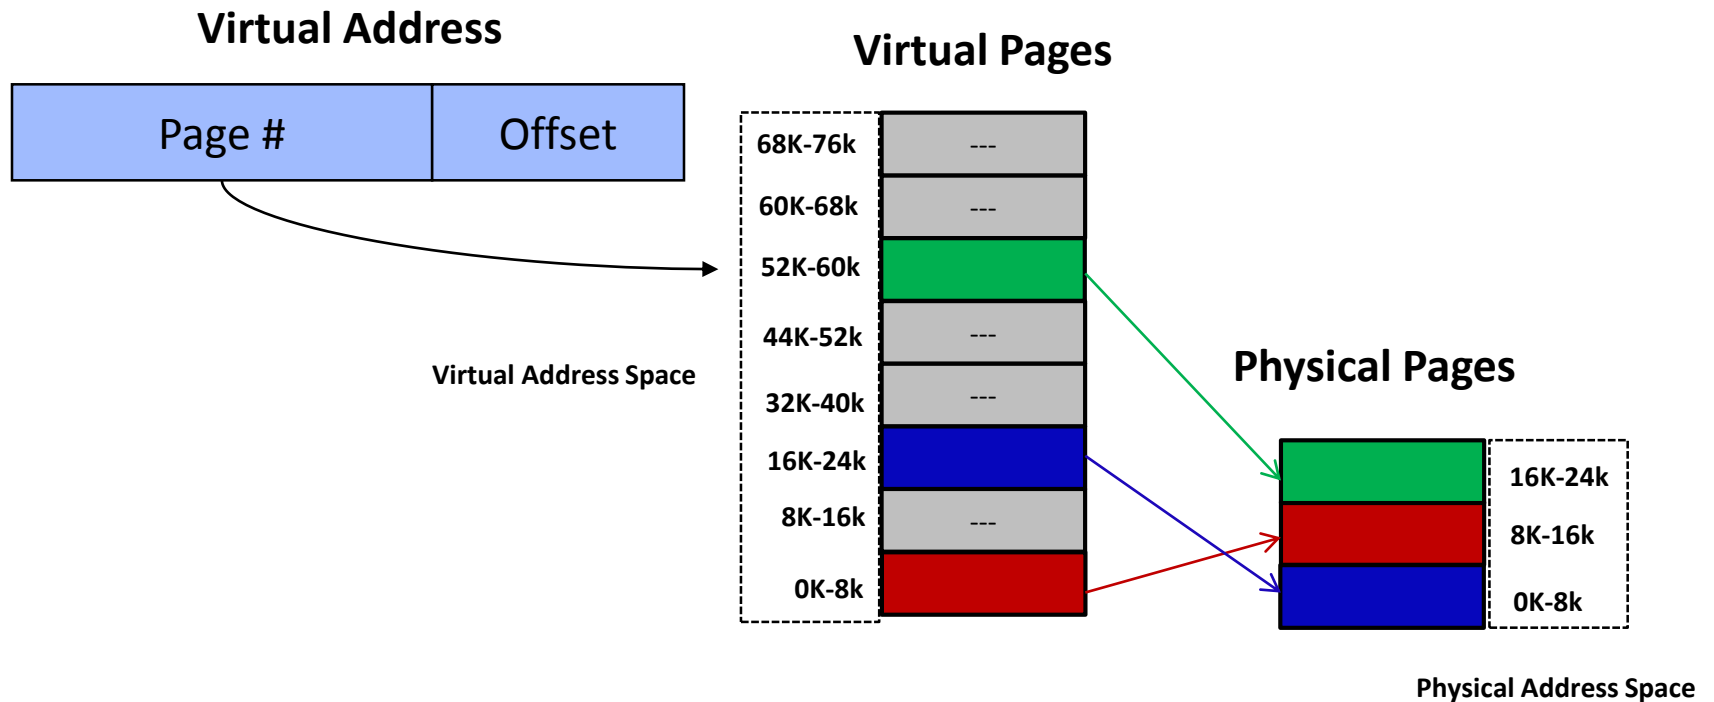 Virtual Address
Page #
Offset
Virtual Pages
68K-76k
---
60K-68k
---
52K-60k
44K-52k
---
32K-40k
---
16K-24k
8K-16k
---
0K-8k
Virtual Address Space
Physical Pages
16K-24k
8K-16k
0K-8k
Physical Address Space